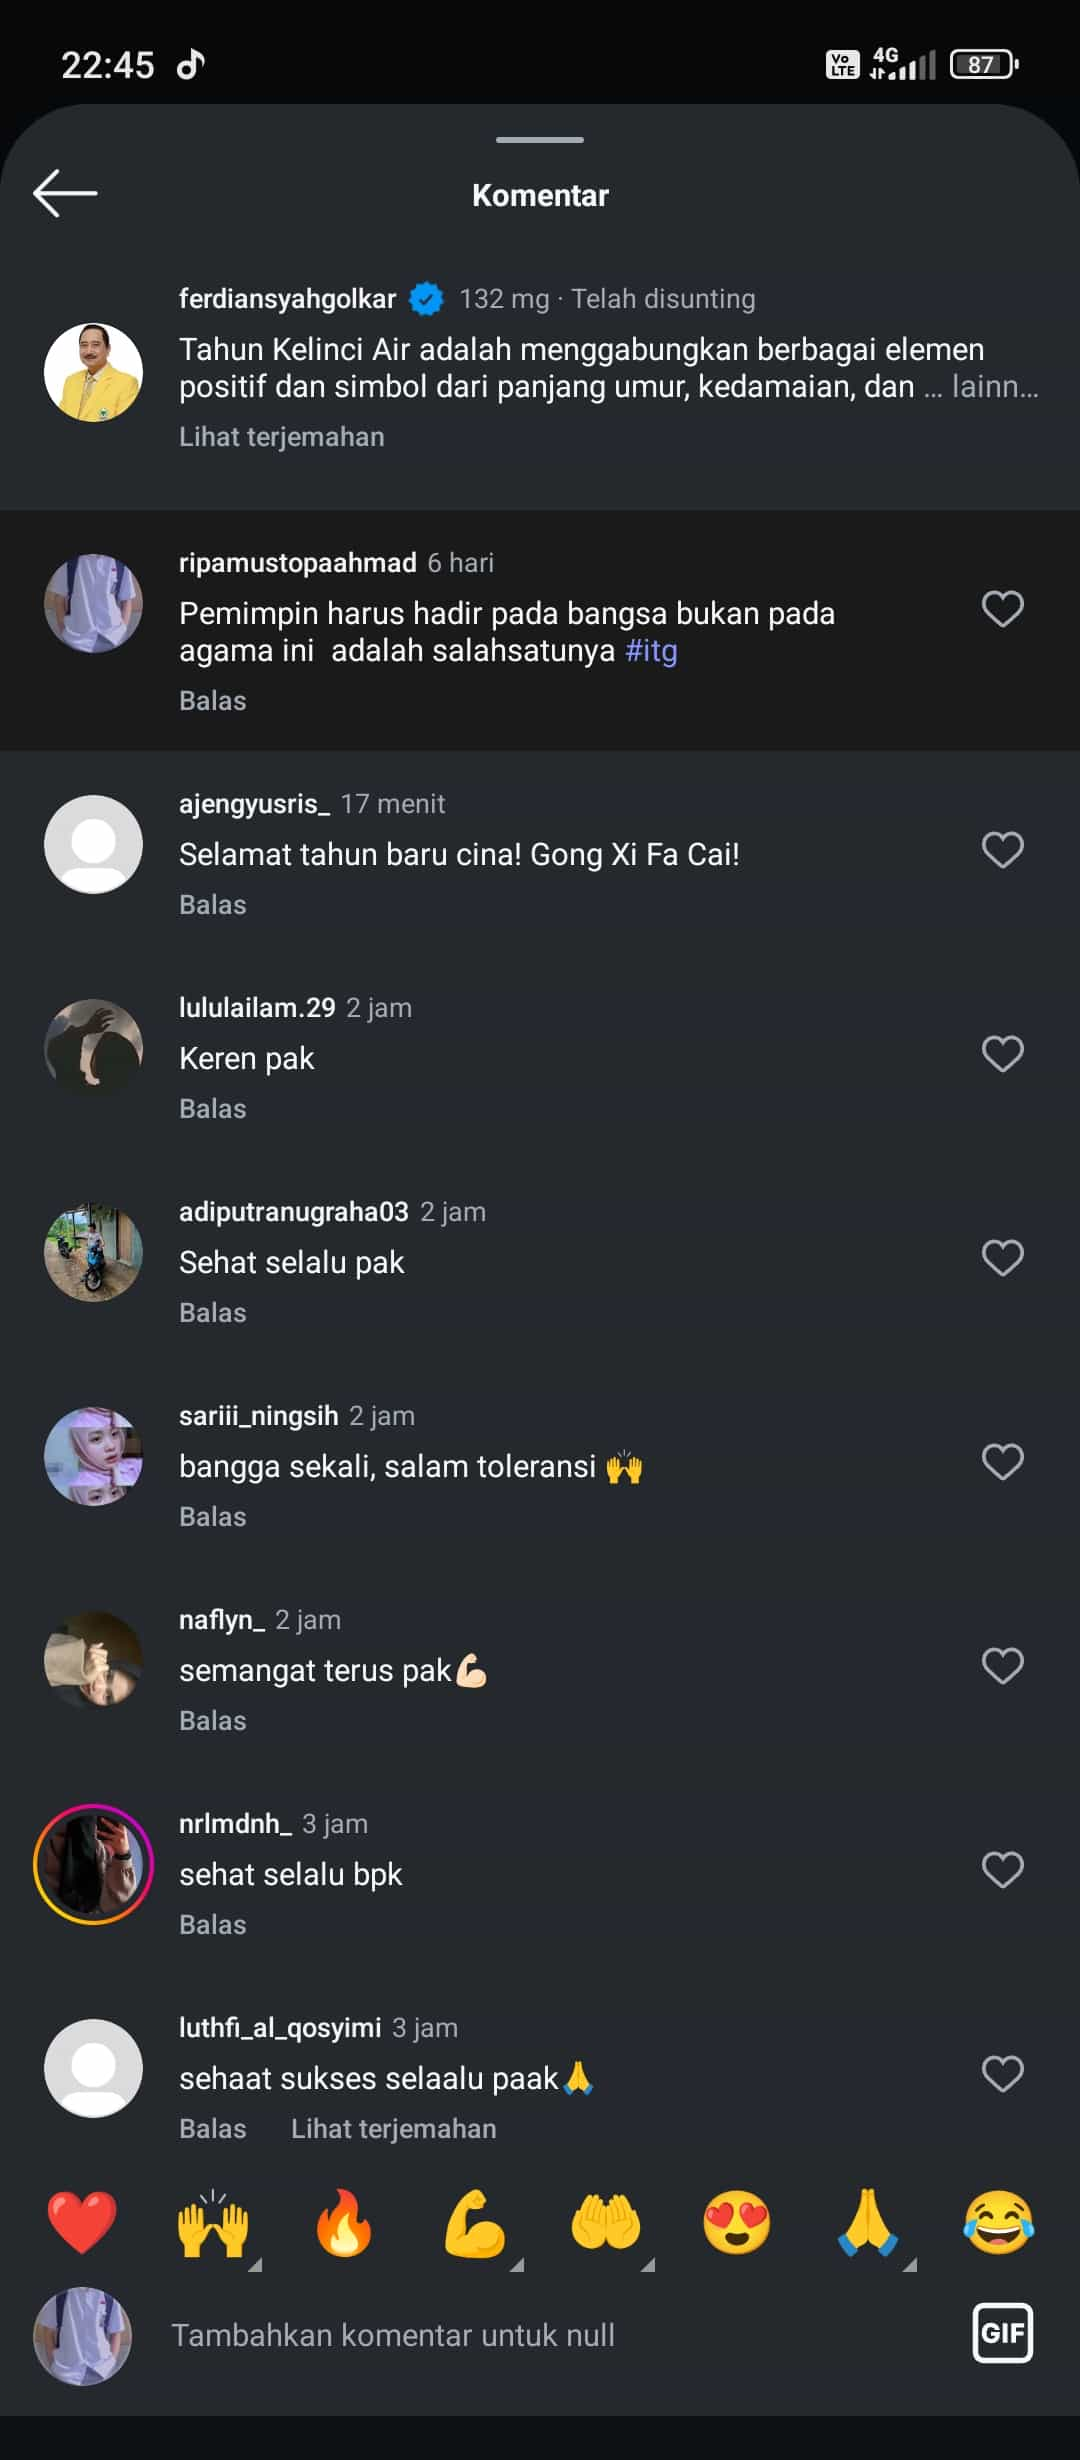 22:45
Vo LTE 4G 87
Komentar
ferdiansyahgolkar 132 mg · Telah disunting
Tahun Kelinci Air adalah menggabungkan berbagai elemen
positif dan simbol dari panjang umur, kedamaian, dan ... lainn...
Lihat terjemahan
ripamustopaahmad 6 hari
Pemimpin harus hadir pada bangsa bukan pada
agama ini  adalah salahsatunya #itg
Balas
ajengyusris_ 17 menit
Selamat tahun baru cina! Gong Xi Fa Cai!
Balas
lululailam.29 2 jam
Keren pak
Balas
adiputranugraha03 2 jam
Sehat selalu pak
Balas
sariii_ningsih 2 jam
bangga sekali, salam toleransi 🙌
Balas
naflyn_ 2 jam
semangat terus pak💪🏻
Balas
nrlmdnh_ 3 jam
sehat selalu bpk
Balas
luthfi_al_qosyimi 3 jam
sehaat sukses selaalu paak🙏
Balas Lihat terjemahan
❤️ 🙌 🔥 💪 🤲 😍 🙏 😂
Tambahkan komentar untuk null GIF